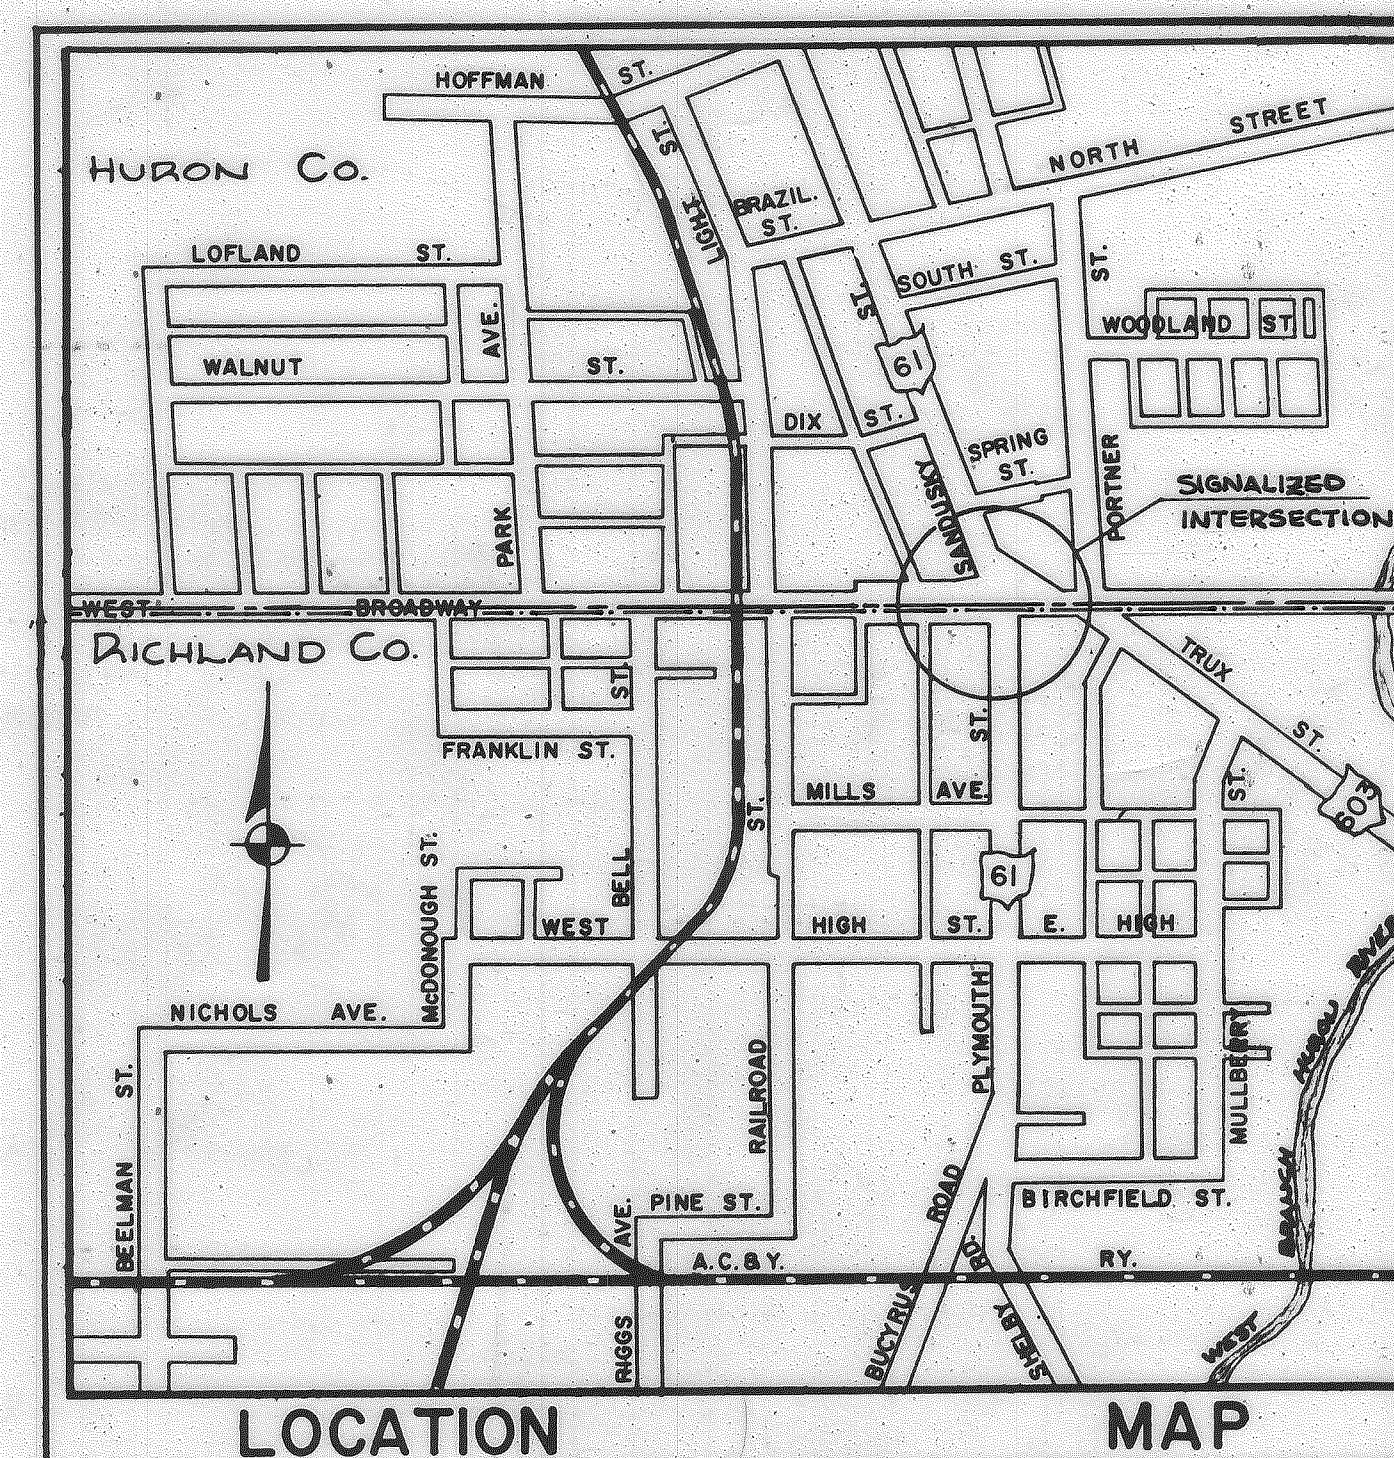 HOFFMAN ST.
HURON Co.
LIGHT ST.
BRAZIL.
ST.
NORTH STREET
LOFLAND ST.
SOUTH ST.
ST.
WOODLAND ST.
AVE.
ST.
61
WALNUT ST.
DIX ST.
SPRING
ST.
SANDUSKY
PORTNER
SIGNALIZED
INTERSECTION
PARK
WEST BROADWAY
RICHLAND Co.
TRUX ST.
ST.
ST.
FRANKLIN ST.
MILLS AVE.
ST.
ST.
603
McDONOUGH ST.
BELL
61
WEST HIGH ST. E. HIGH
NICHOLS AVE.
PLYMOUTH
RIVER
HURON
MULLBERRY
RAILROAD
BEELMAN ST.
BRANCH
WEST
PINE ST.
BIRCHFIELD ST.
AVE.
RIGGS
A.C.&Y. RY.
BUCYRUS ROAD
SHELBY RD.
LOCATION MAP